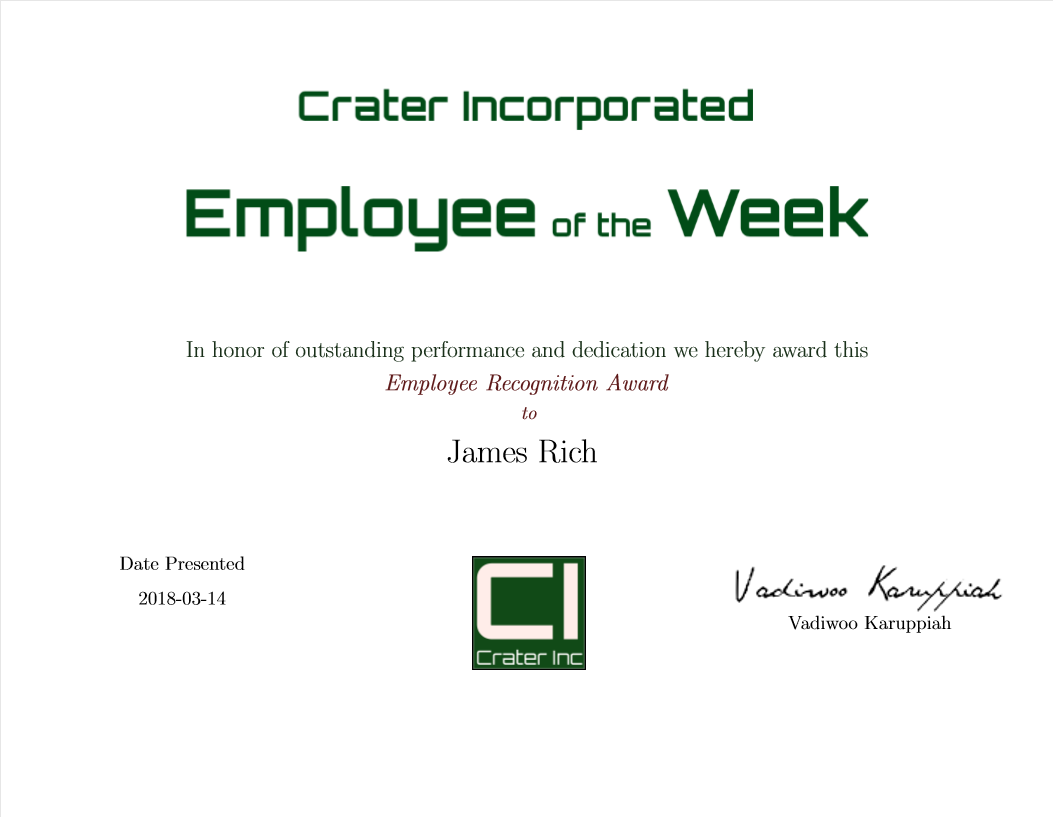 Crater Incorporated
Employee of the Week
In honor of outstanding performance and dedication we hereby award this
Employee Recognition Award
to
James Rich
Date Presented
2018-03-14
CI
Crater Inc
Vadiwoo Karuppiah
Vadiwoo Karuppiah